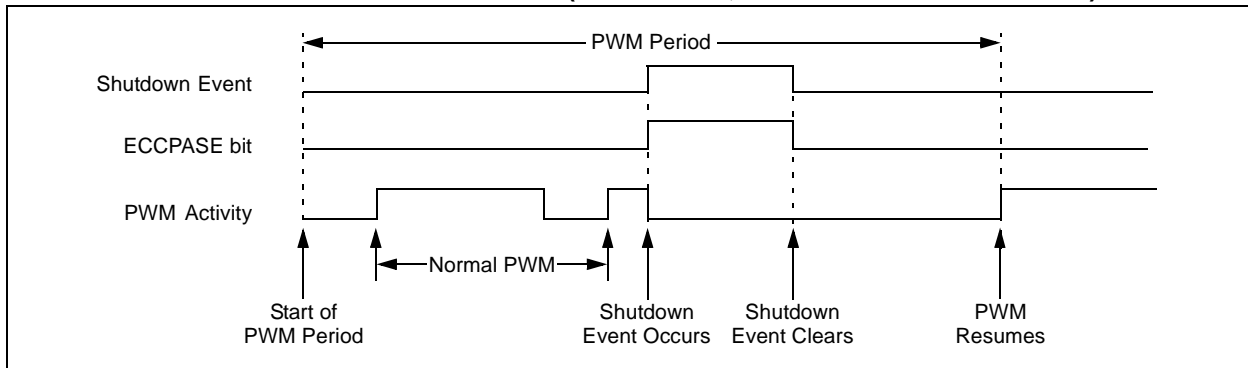 PWM Period
Shutdown Event
ECCPASE bit
PWM Activity
Normal PWM
Start of
PWM Period
Shutdown
Event Occurs
Shutdown
Event Clears
PWM
Resumes